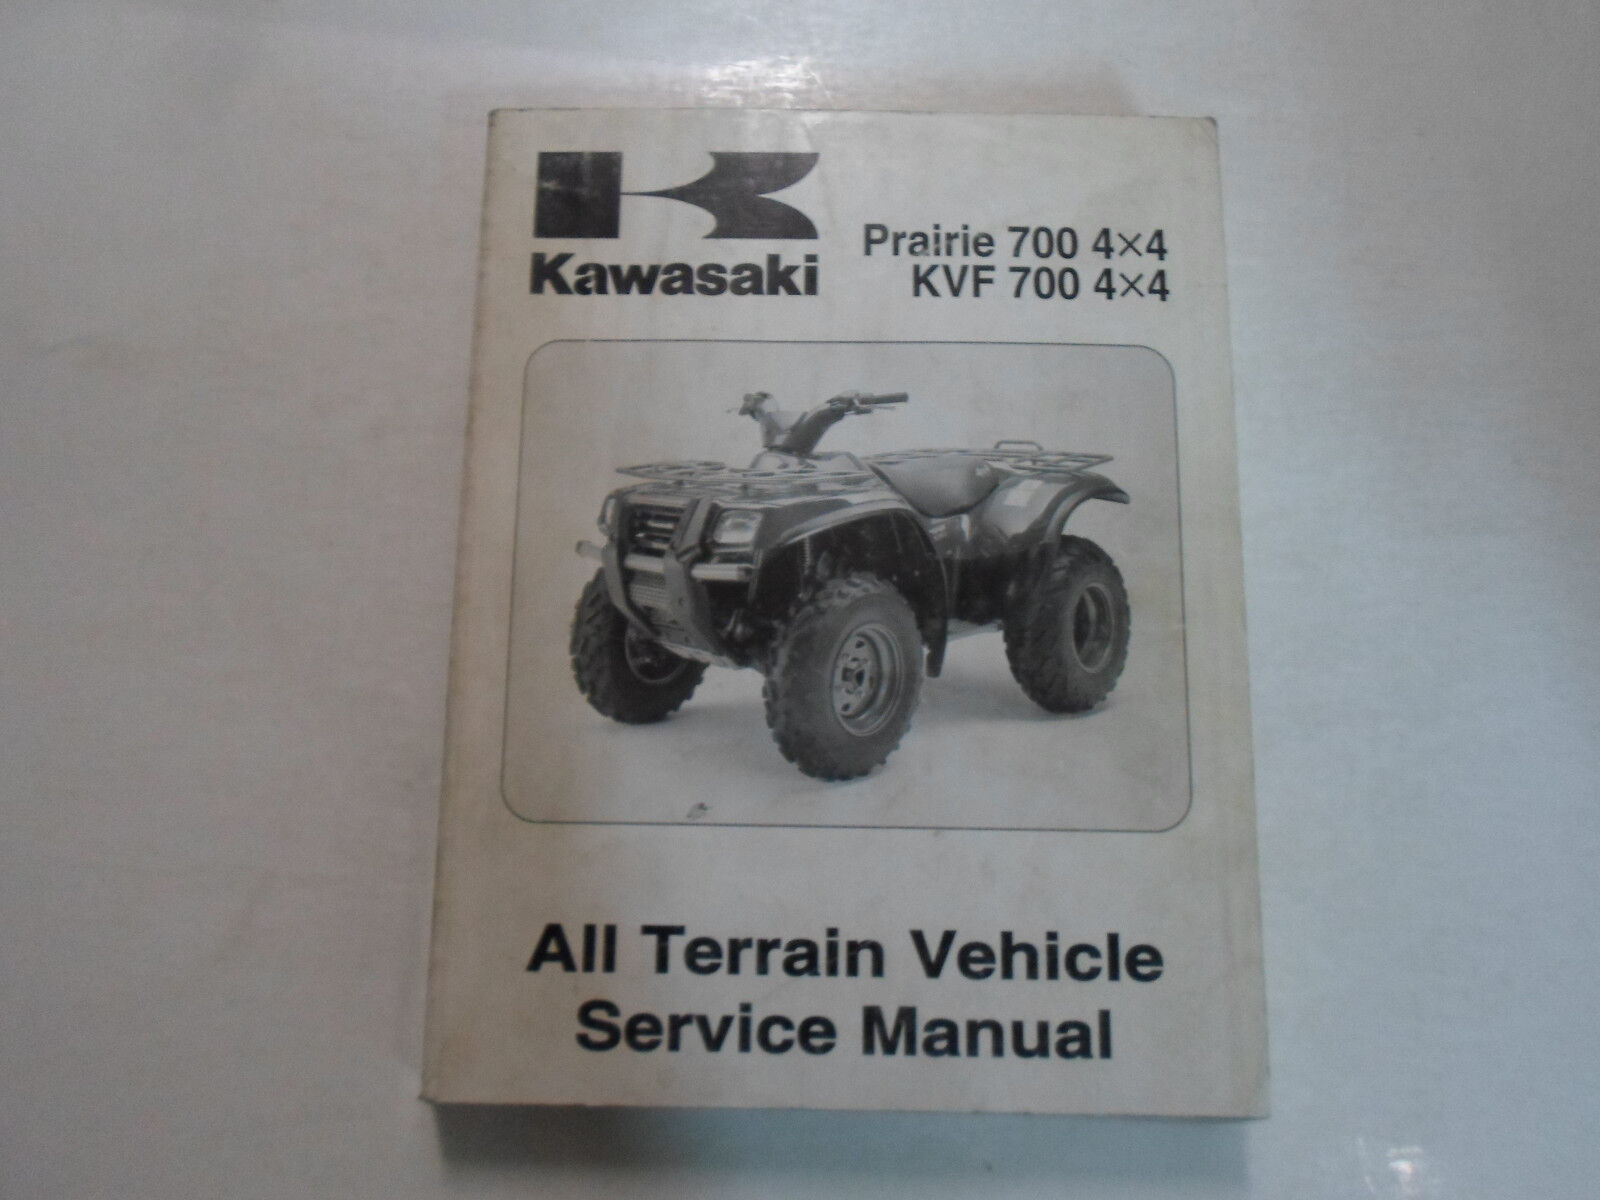 Kawasaki
Prairie 700 4×4
KVF 700 4×4
All Terrain Vehicle
Service Manual